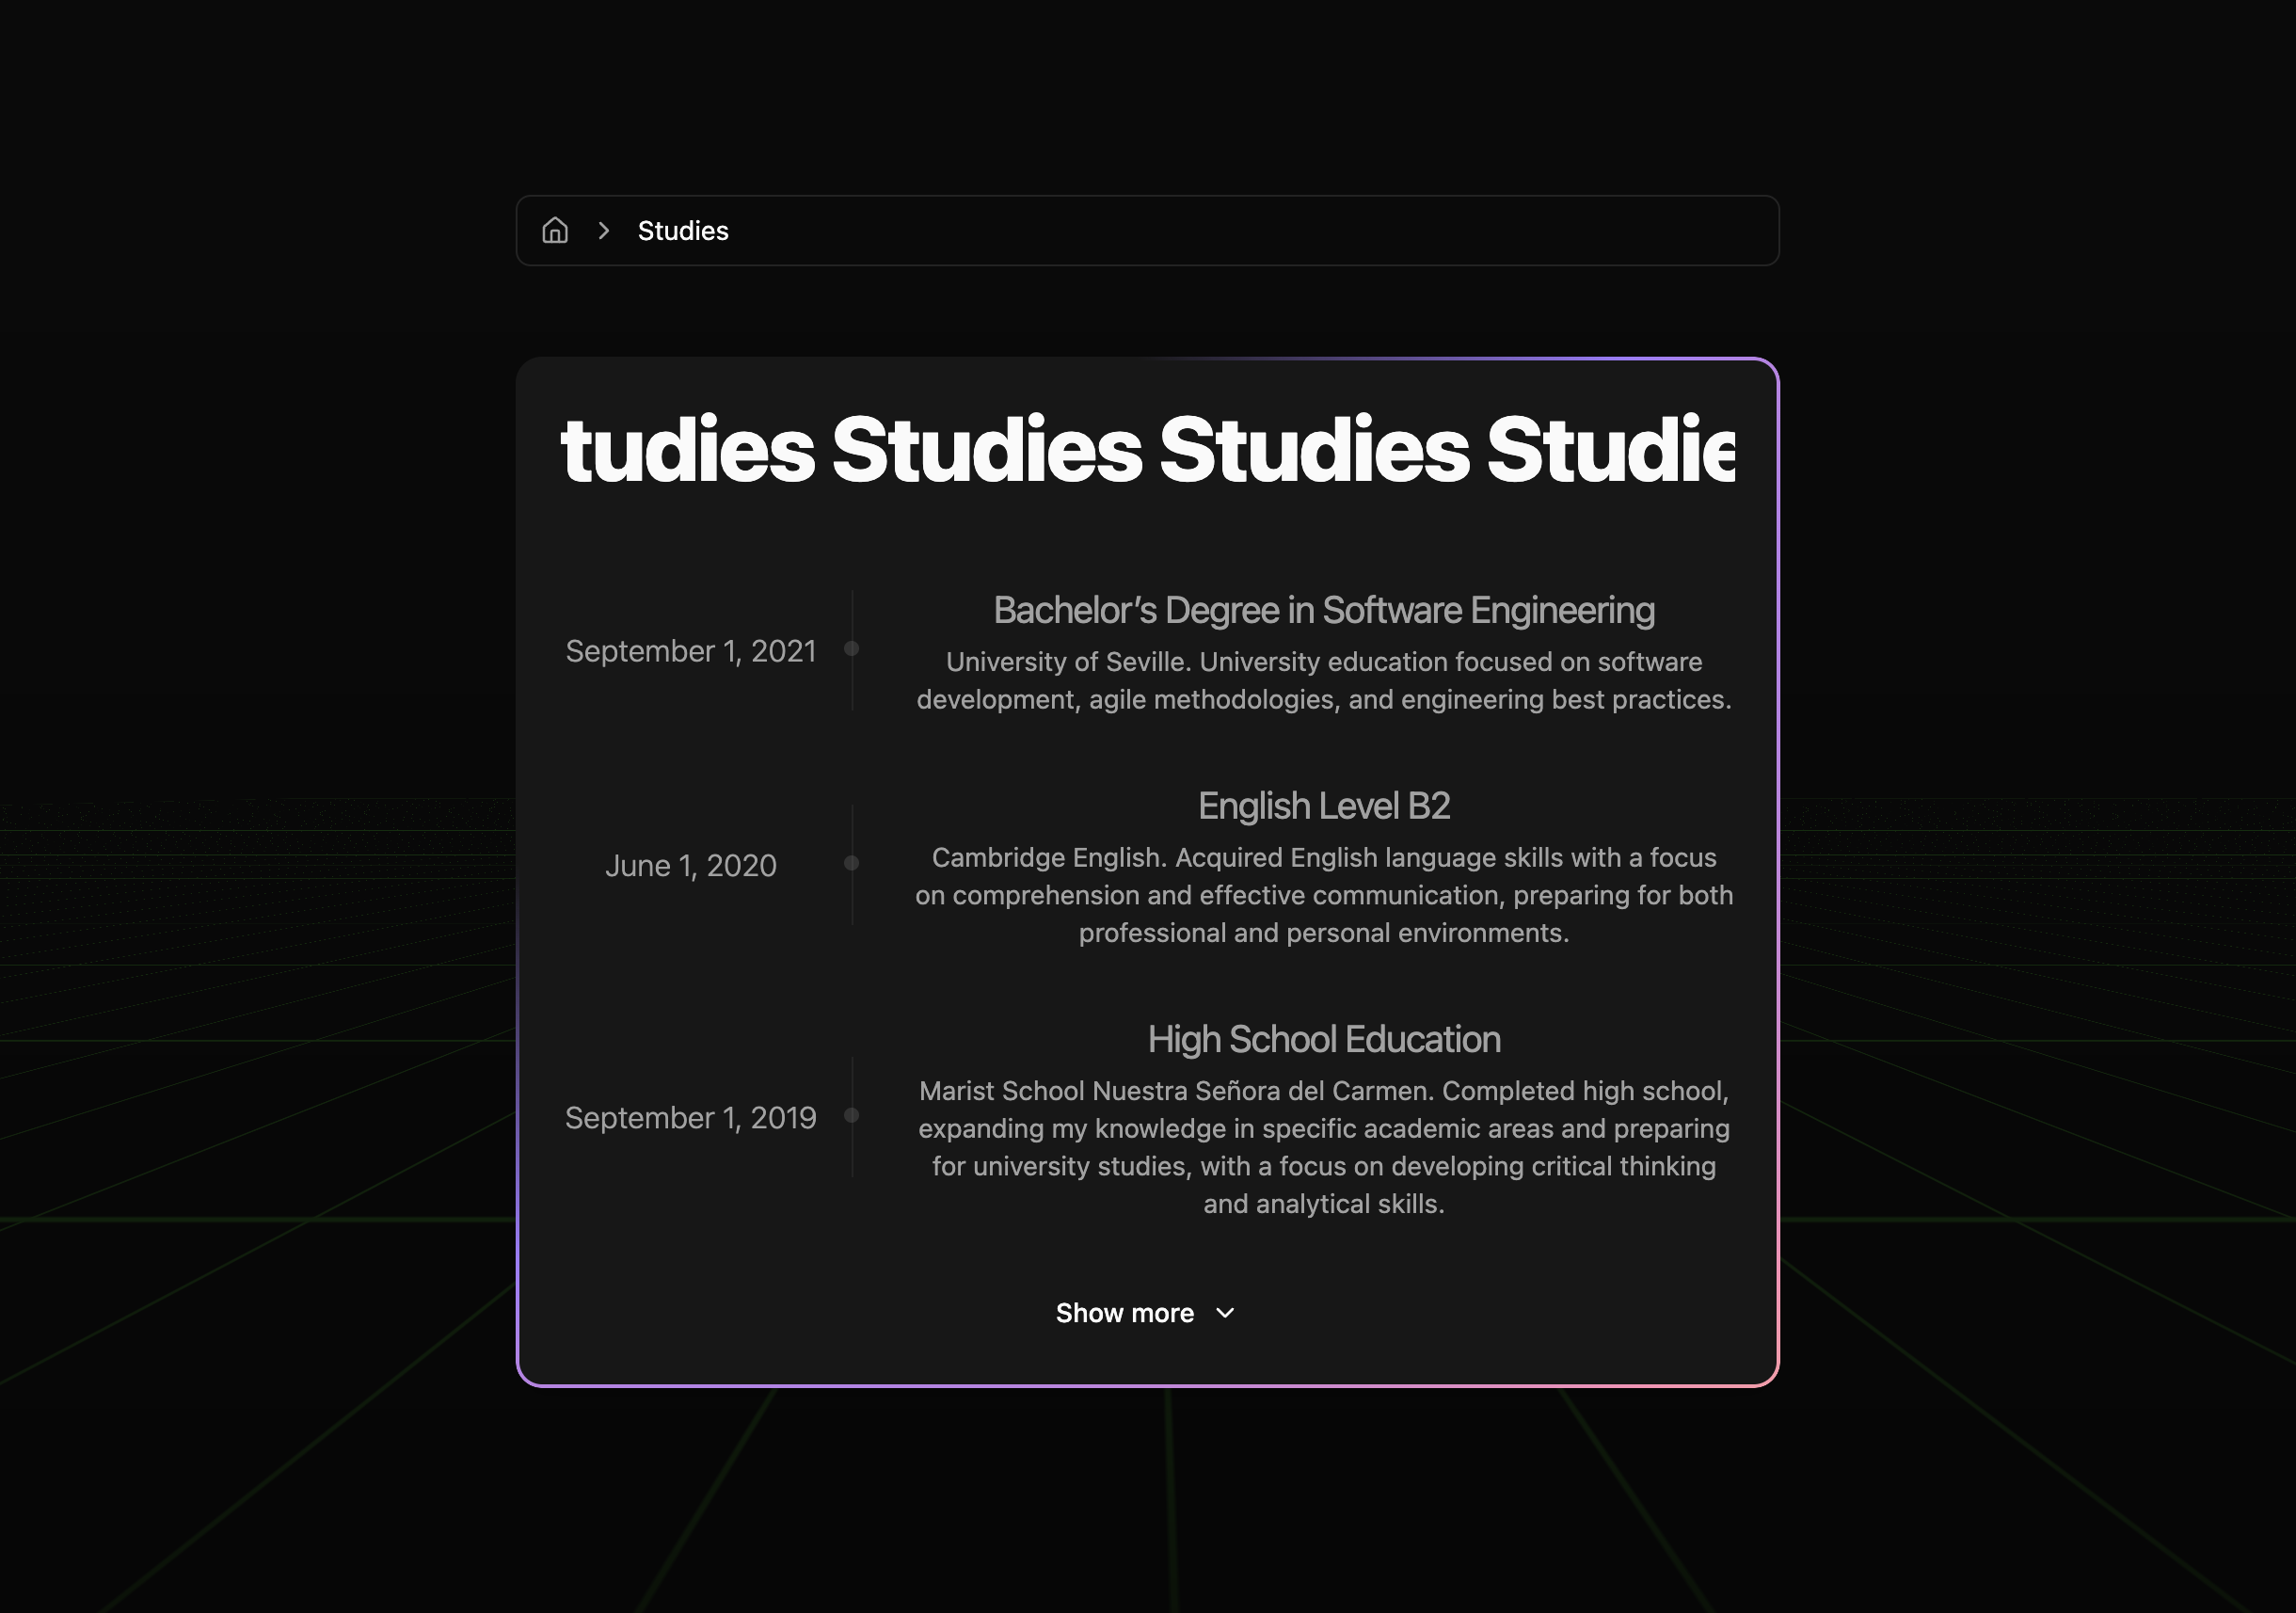 Studies
tudies Studies Studies Studie
September 1, 2021
Bachelor’s Degree in Software Engineering
University of Seville. University education focused on software
development, agile methodologies, and engineering best practices.
June 1, 2020
English Level B2
Cambridge English. Acquired English language skills with a focus
on comprehension and effective communication, preparing for both
professional and personal environments.
September 1, 2019
High School Education
Marist School Nuestra Señora del Carmen. Completed high school,
expanding my knowledge in specific academic areas and preparing
for university studies, with a focus on developing critical thinking
and analytical skills.
Show more